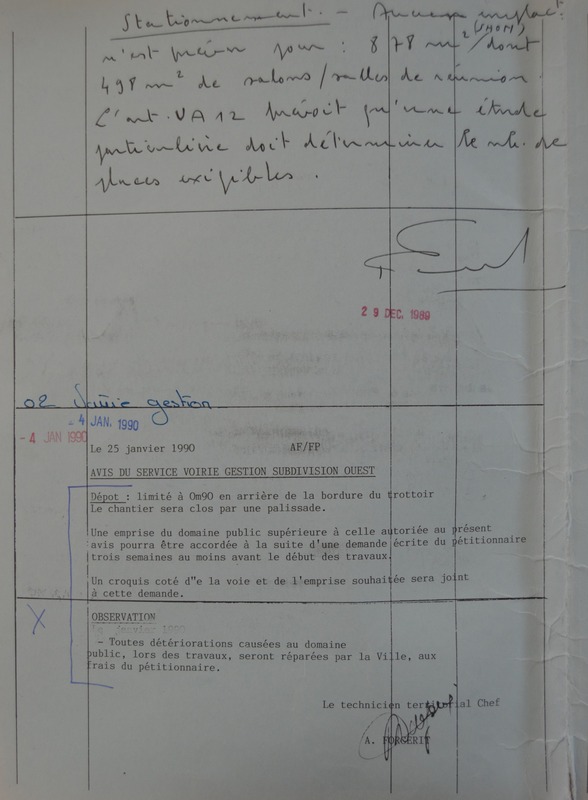 Stationnement. - Aucun emplact.
n'est prévu pour : 878 m² (SHON) / dont
498 m² de salons/salles de réunion.
L'art. UA 12 prévoit qu'une étude
particulière doit déterminer le nb. de
places exigibles.
29 DEC. 1989
02 Voirie gestion
- 4 JAN. 1990
- 4 JAN 1990
Le 25 janvier 1990 AF/FP
AVIS DU SERVICE VOIRIE GESTION SUBDIVISION OUEST
Dépot : limité à 0m90 en arrière de la bordure du trottoir
Le chantier sera clos par une palissade.
Une emprise du domaine public supérieure à celle autoriée au présent
avis pourra être accordée à la suite d'une demande écrite du pétitionnaire
trois semaines au moins avant le début des travaux.
Un croquis coté d"e la voie et de l'emprise souhaitée sera joint
à cette demande.
X
OBSERVATION
- Toutes détériorations causées au domaine
public, lors des travaux, seront réparées par la Ville, aux
frais du pétitionnaire.
Le technicien territorial Chef
A. FORGERIT